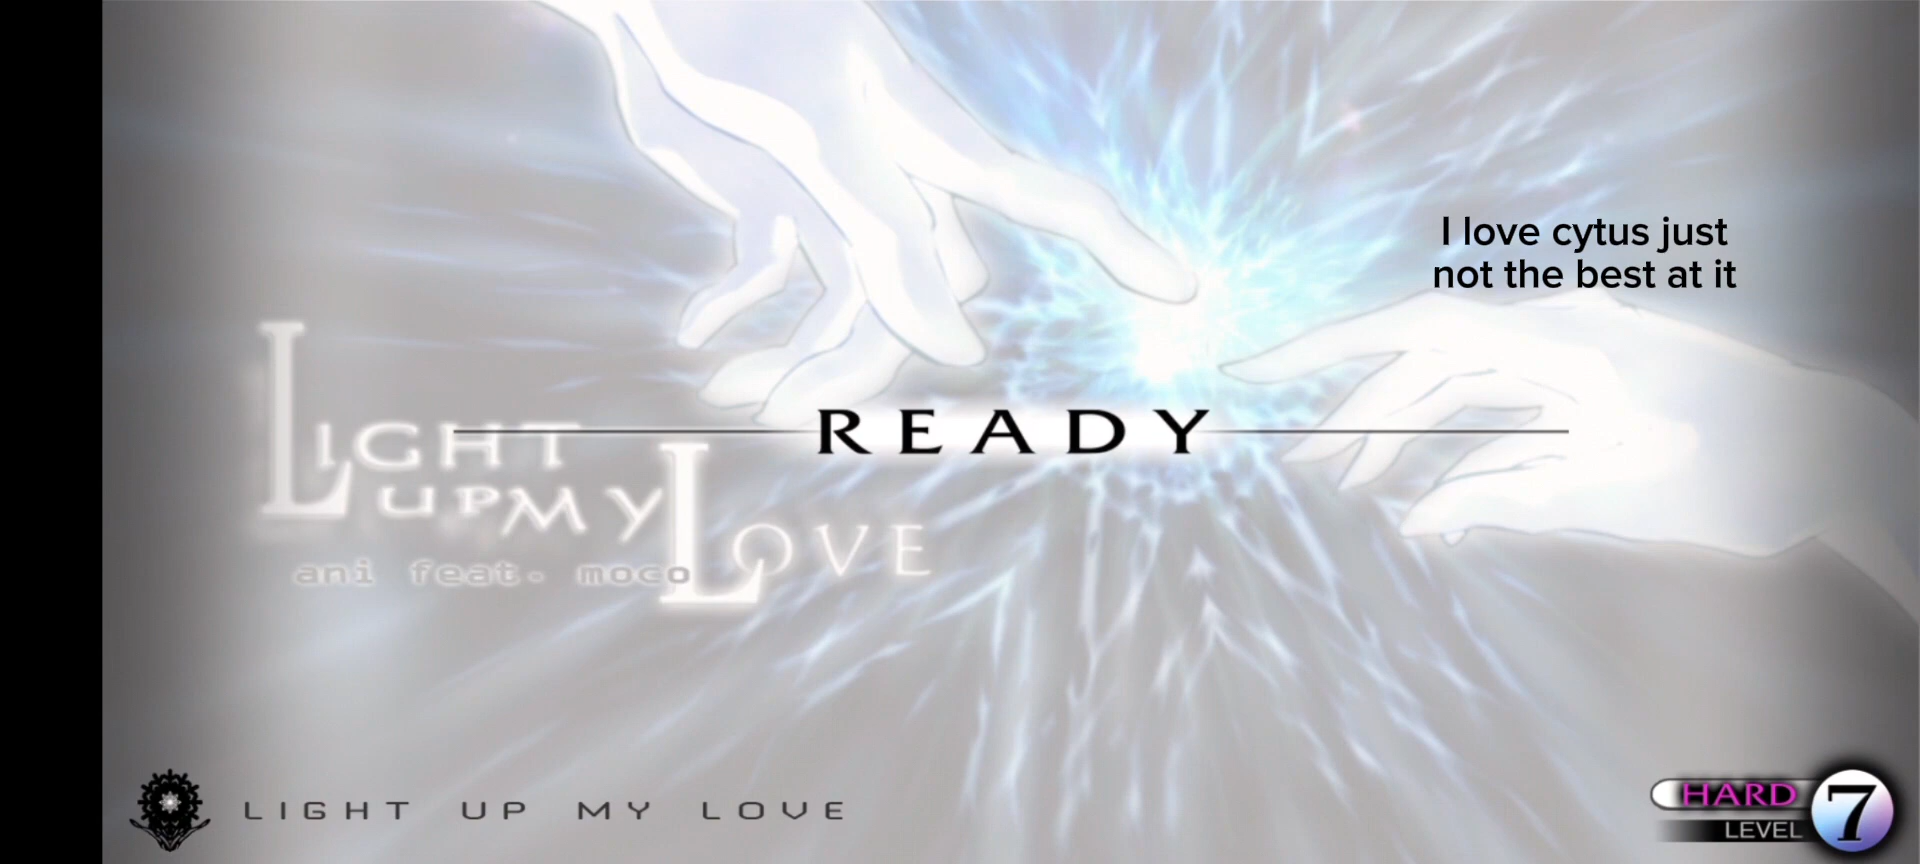 I love cytus just
not the best at it
LIGHT
UP MY
LOVE
ani feat. moco
READY
LIGHT UP MY LOVE
HARD
LEVEL
7